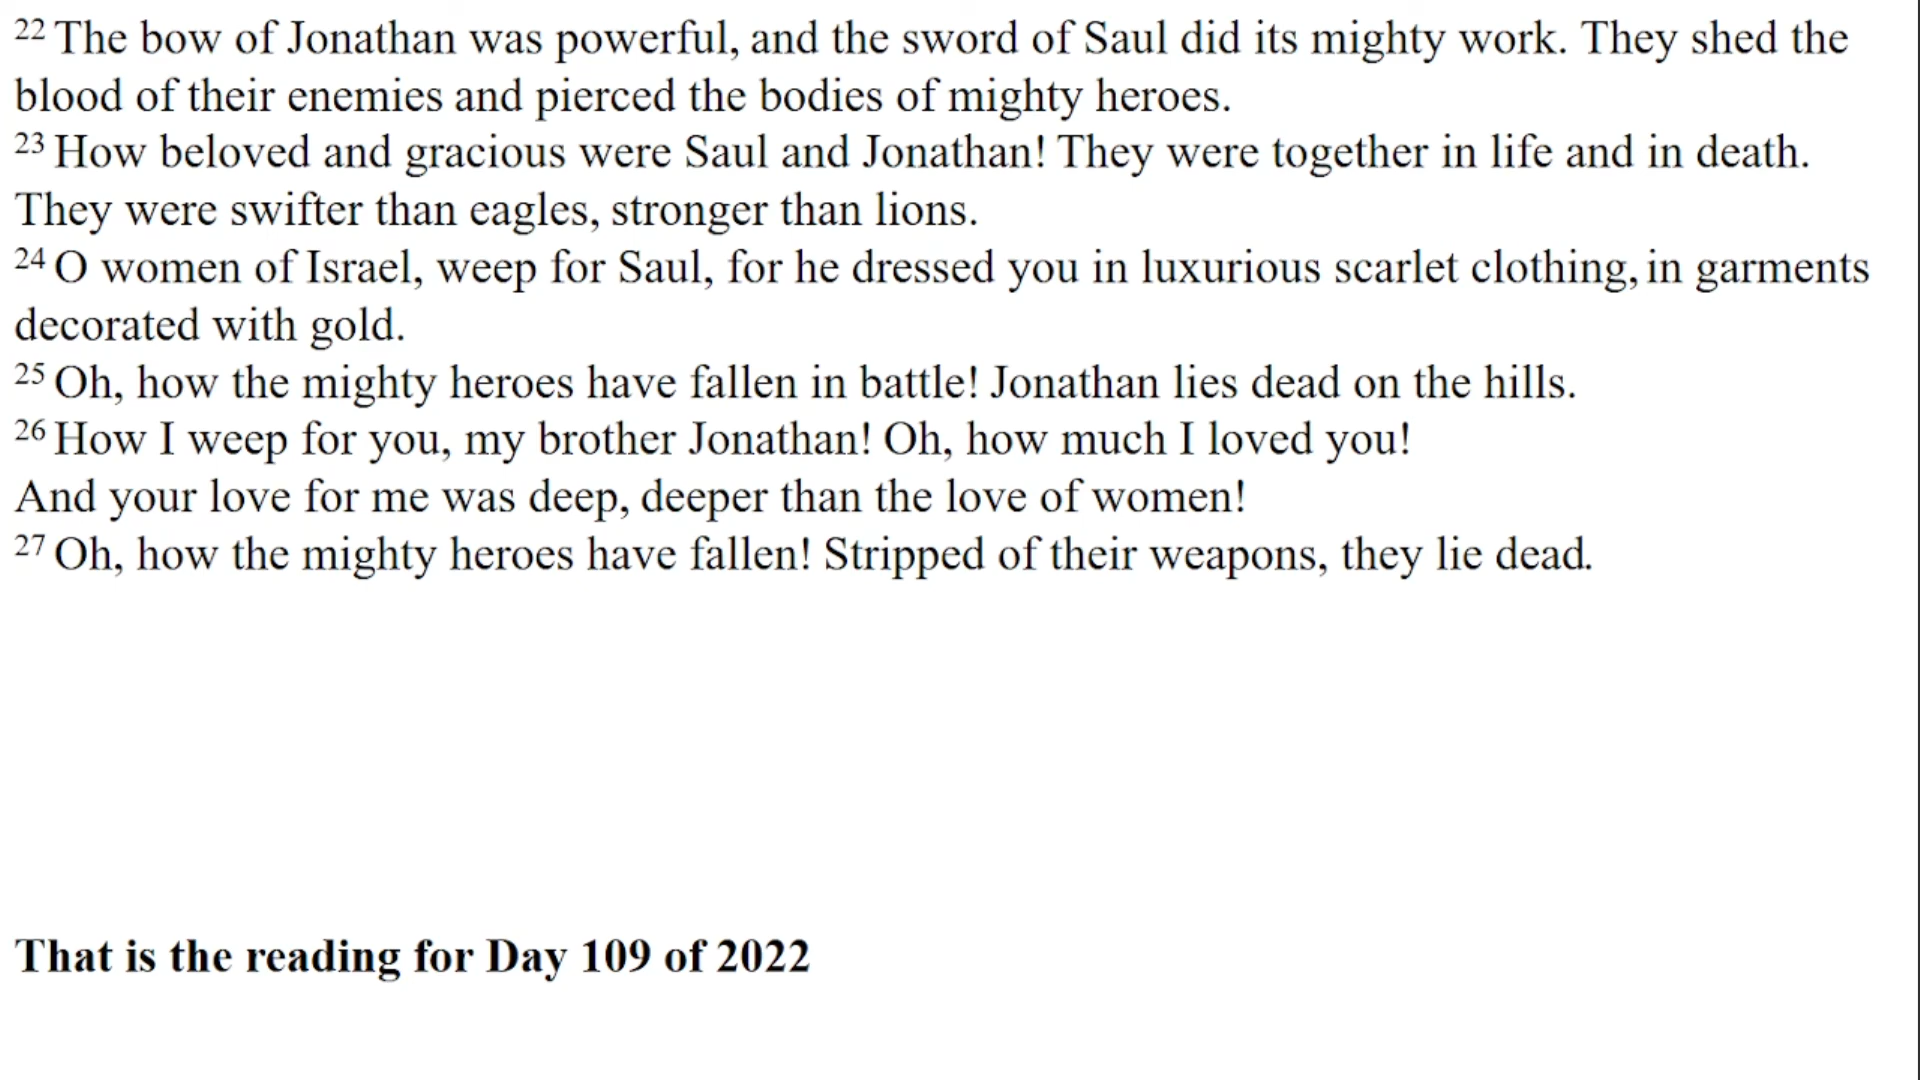 22 The bow of Jonathan was powerful, and the sword of Saul did its mighty work. They shed the
blood of their enemies and pierced the bodies of mighty heroes.
23 How beloved and gracious were Saul and Jonathan! They were together in life and in death.
They were swifter than eagles, stronger than lions.
24 O women of Israel, weep for Saul, for he dressed you in luxurious scarlet clothing, in garments
decorated with gold.
25 Oh, how the mighty heroes have fallen in battle! Jonathan lies dead on the hills.
26 How I weep for you, my brother Jonathan! Oh, how much I loved you!
And your love for me was deep, deeper than the love of women!
27 Oh, how the mighty heroes have fallen! Stripped of their weapons, they lie dead.
That is the reading for Day 109 of 2022